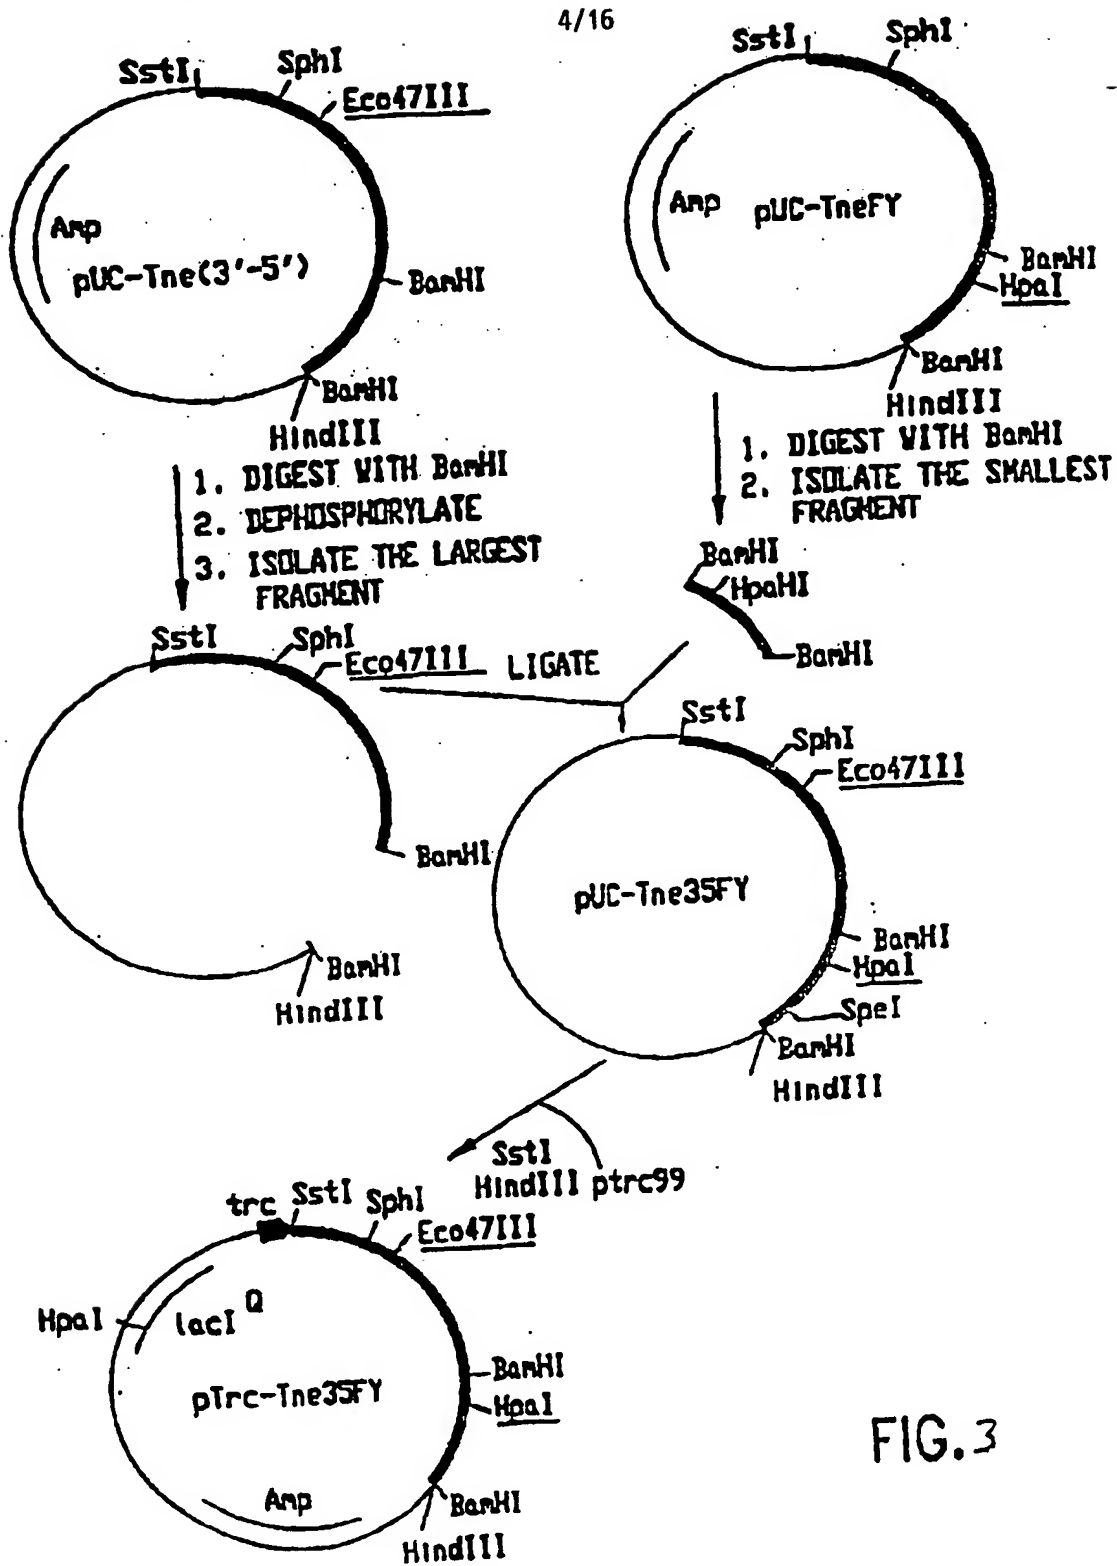 4/16
SstI
SphI
Eco47III
Amp
pUC-Tne(3'-5')
BamHI
BamHI
HindIII
1. DIGEST WITH BamHI
2. DEPHOSPHORYLATE
3. ISOLATE THE LARGEST
FRAGMENT
SstI
SphI
Amp
pUC-TneFY
BamHI
HpaI
BamHI
HindIII
1. DIGEST WITH BamHI
2. ISOLATE THE SMALLEST
FRAGMENT
BamHI
HpaHI
BamHI
SstI
SphI
Eco47III
BamHI
BamHI
HindIII
LIGATE
SstI
SphI
Eco47III
pUC-Tne35FY
BamHI
HpaI
SpeI
BamHI
HindIII
SstI
HindIII ptrc99
trc
SstI
SphI
Eco47III
HpaI
lacI Q
pTrc-Tne35FY
BamHI
HpaI
Amp
BamHI
HindIII
FIG.3